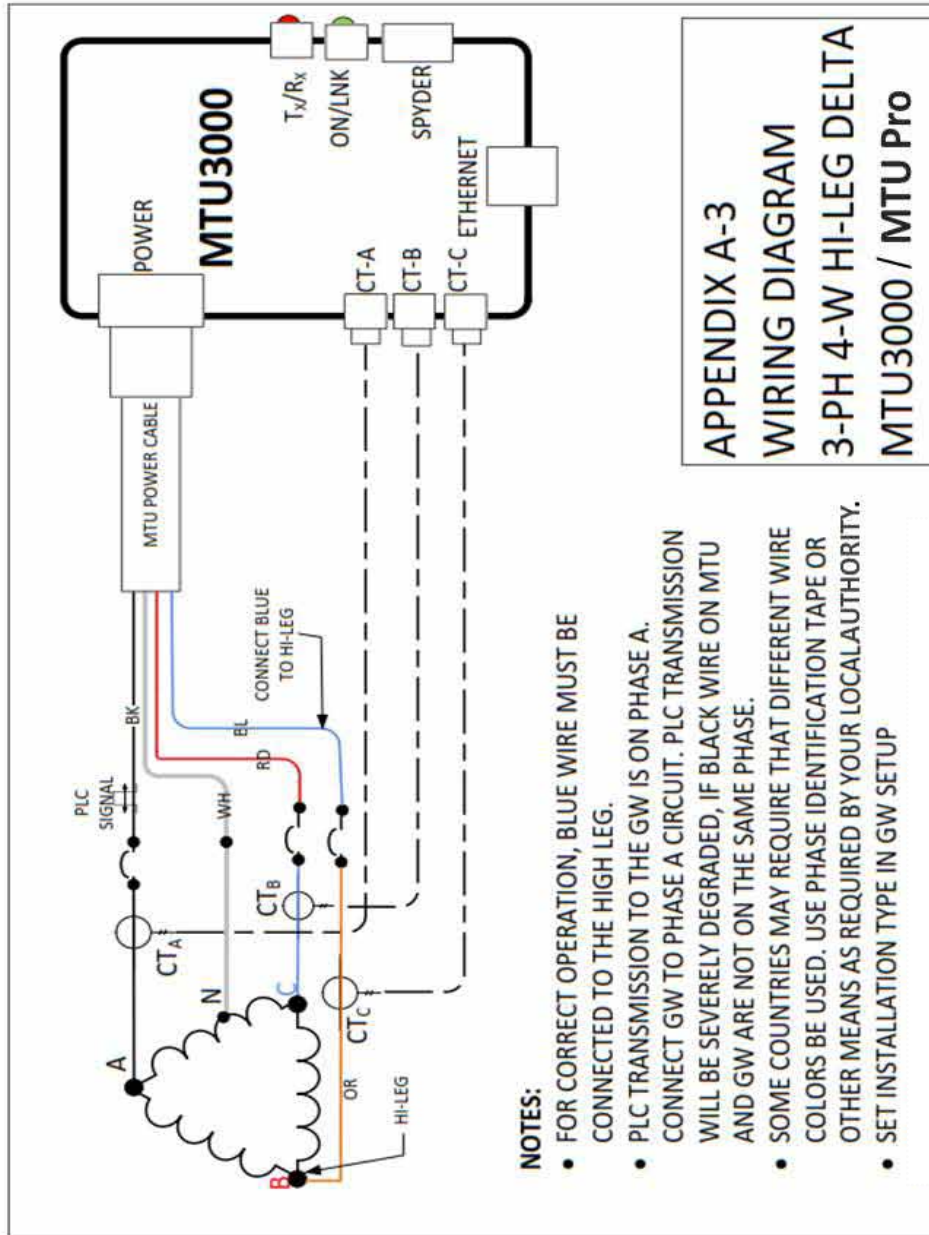 POWER
MTU3000
Tx/Rx
ON/LNK
SPYDER
ETHERNET
CT-A
CT-B
CT-C
MTU POWER CABLE
PLC
SIGNAL
BK
WH
RD
BL
CONNECT BLUE
TO HI-LEG
A
N
CTA
CTB
C
CTC
B
OR
HI-LEG
NOTES:
• FOR CORRECT OPERATION, BLUE WIRE MUST BE
CONNECTED TO THE HIGH LEG.
• PLC TRANSMISSION TO THE GW IS ON PHASE A.
CONNECT GW TO PHASE A CIRCUIT. PLC TRANSMISSION
WILL BE SEVERELY DEGRADED, IF BLACK WIRE ON MTU
AND GW ARE NOT ON THE SAME PHASE.
• SOME COUNTRIES MAY REQUIRE THAT DIFFERENT WIRE
COLORS BE USED. USE PHASE IDENTIFICATION TAPE OR
OTHER MEANS AS REQUIRED BY YOUR LOCALAUTHORITY.
• SET INSTALLATION TYPE IN GW SETUP
APPENDIX A-3
WIRING DIAGRAM
3-PH 4-W HI-LEG DELTA
MTU3000 / MTU Pro